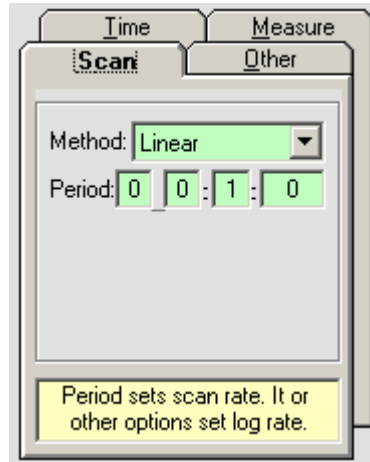 Time Measure
Scan Other
Method: Linear
Period: 0 _ 0 : 1 : 0
Period sets scan rate. It or
other options set log rate.